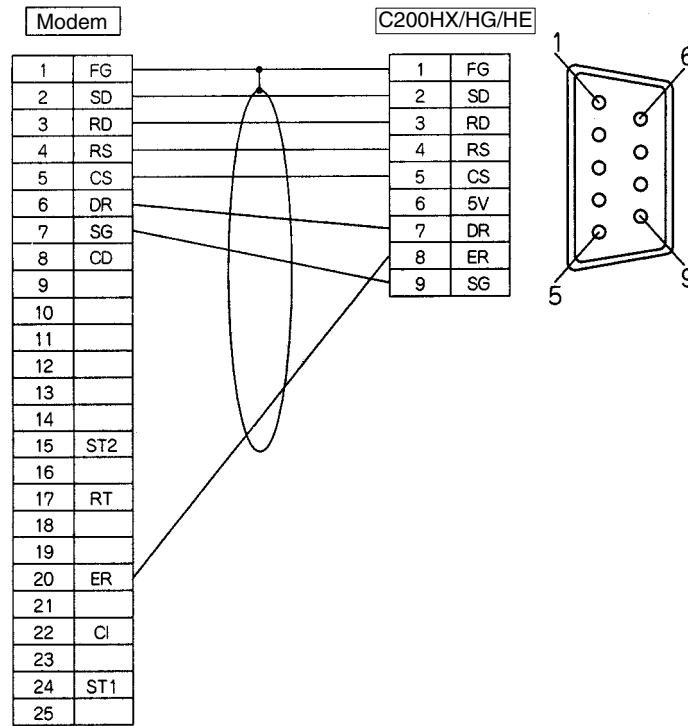 Modem
1 FG
2 SD
3 RD
4 RS
5 CS
6 DR
7 SG
8 CD
9
10
11
12
13
14
15 ST2
16
17 RT
18
19
20 ER
21
22 CI
23
24 ST1
25
C200HX/HG/HE
1 FG
2 SD
3 RD
4 RS
5 CS
6 5V
7 DR
8 ER
9 SG
1
6
5
9